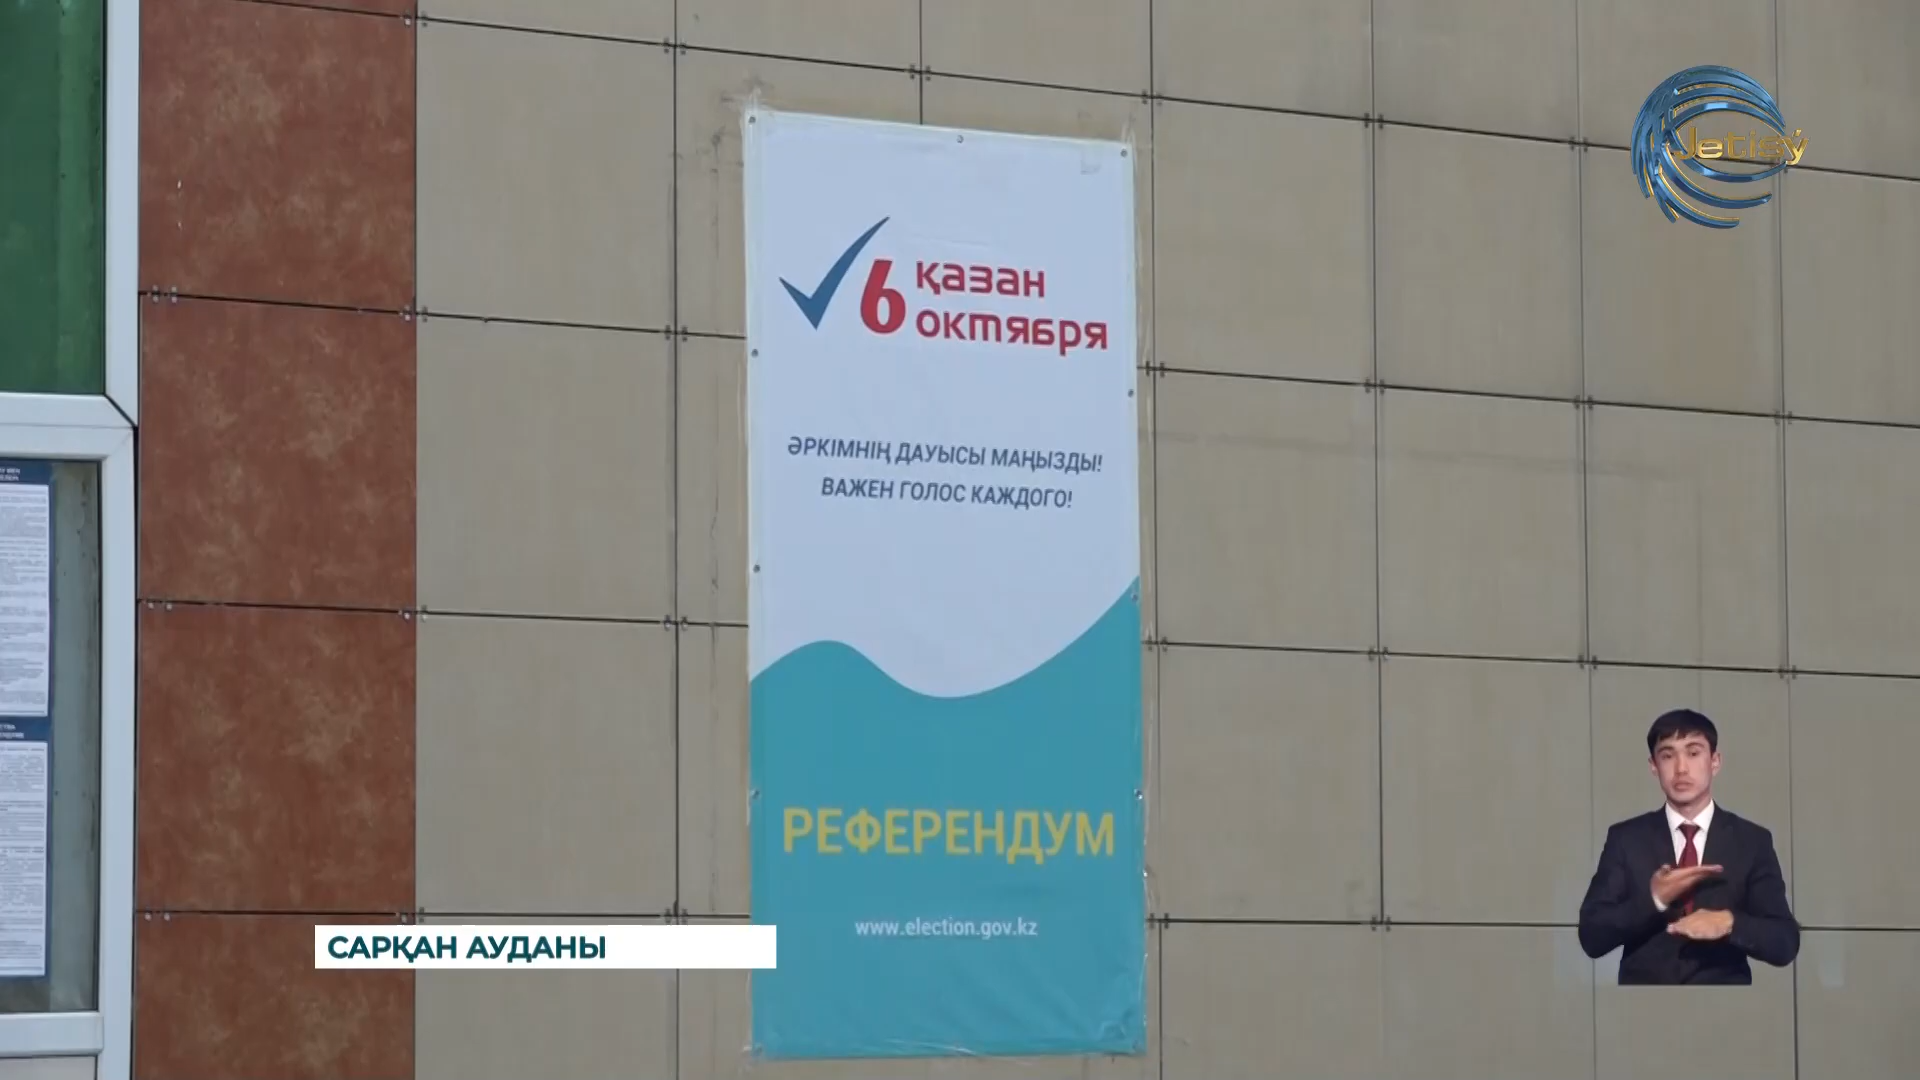 Jetisý
6 қазан
октября
ӘРКІМНІҢ ДАУЫСЫ МАҢЫЗДЫ!
ВАЖЕН ГОЛОС КАЖДОГО!
РЕФЕРЕНДУМ
www.election.gov.kz
САРҚАН АУДАНЫ